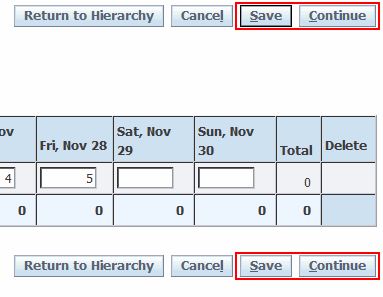 Return to Hierarchy Cancel Save Continue
ov Fri, Nov 28 Sat, Nov 29 Sun, Nov 30 Total Delete
4 5 0
0 0 0 0 0
Return to Hierarchy Cancel Save Continue